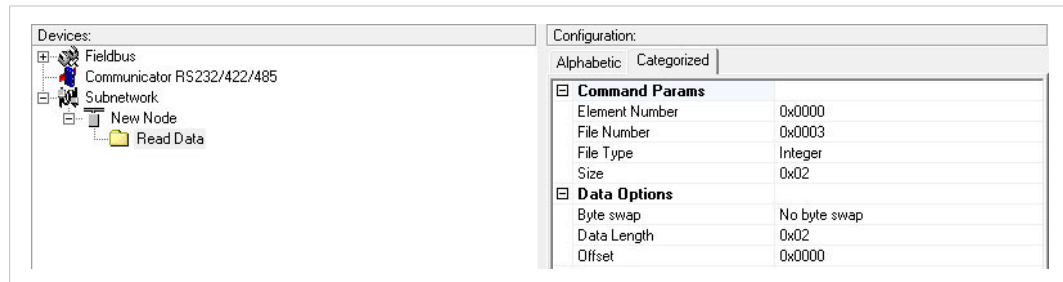 Devices:
Fieldbus
Communicator RS232/422/485
Subnetwork
New Node
Read Data
Configuration:
Alphabetic Categorized
Command Params
Element Number 0x0000
File Number 0x0003
File Type Integer
Size 0x02
Data Options
Byte swap No byte swap
Data Length 0x02
Offset 0x0000